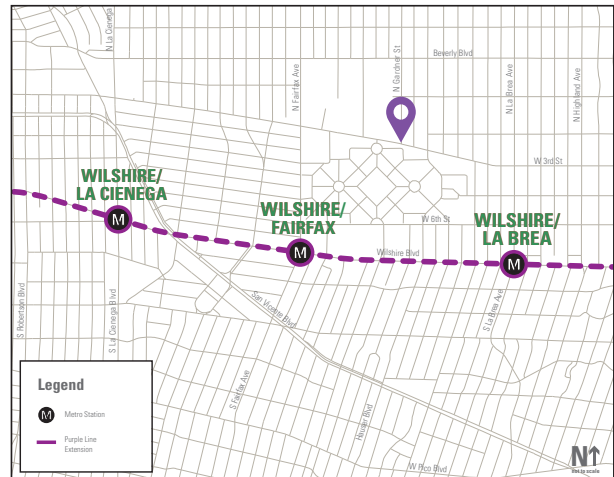 N La Cienega
Beverly Blvd
N Fairfax Ave
N Gardner St
N La Brea Ave
N Highland Ave
W 3rd St
WILSHIRE/
LA CIENEGA
WILSHIRE/
FAIRFAX
WILSHIRE/
LA BREA
W 6th St
M
M
M
Wilshire Blvd
S Robertson Blvd
S La Cienega Blvd
San Vicente Blvd
S La Brea Ave
S Fairfax Ave
Hauser Blvd
W Pico Blvd
Legend
M
Metro Station
Purple Line
Extension
N
not to scale